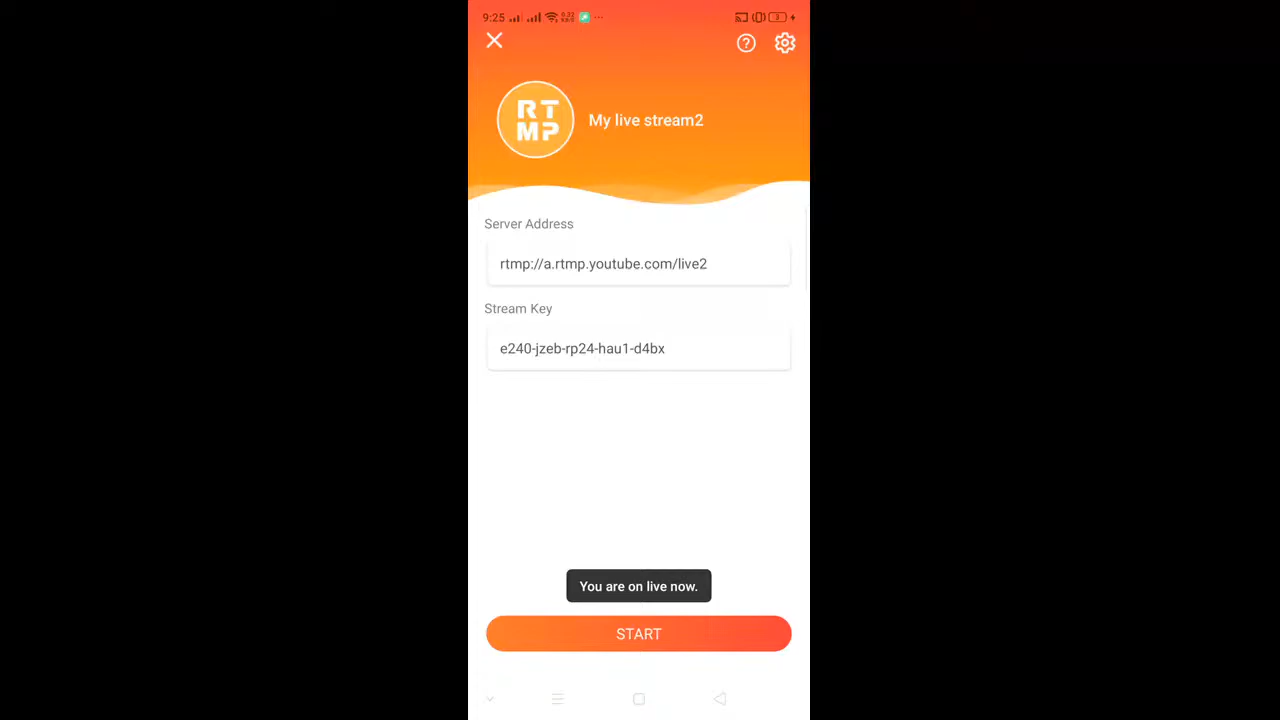 9:25
RT
MP
My live stream2
Server Address
rtmp://a.rtmp.youtube.com/live2
Stream Key
e240-jzeb-rp24-hau1-d4bx
You are on live now.
START